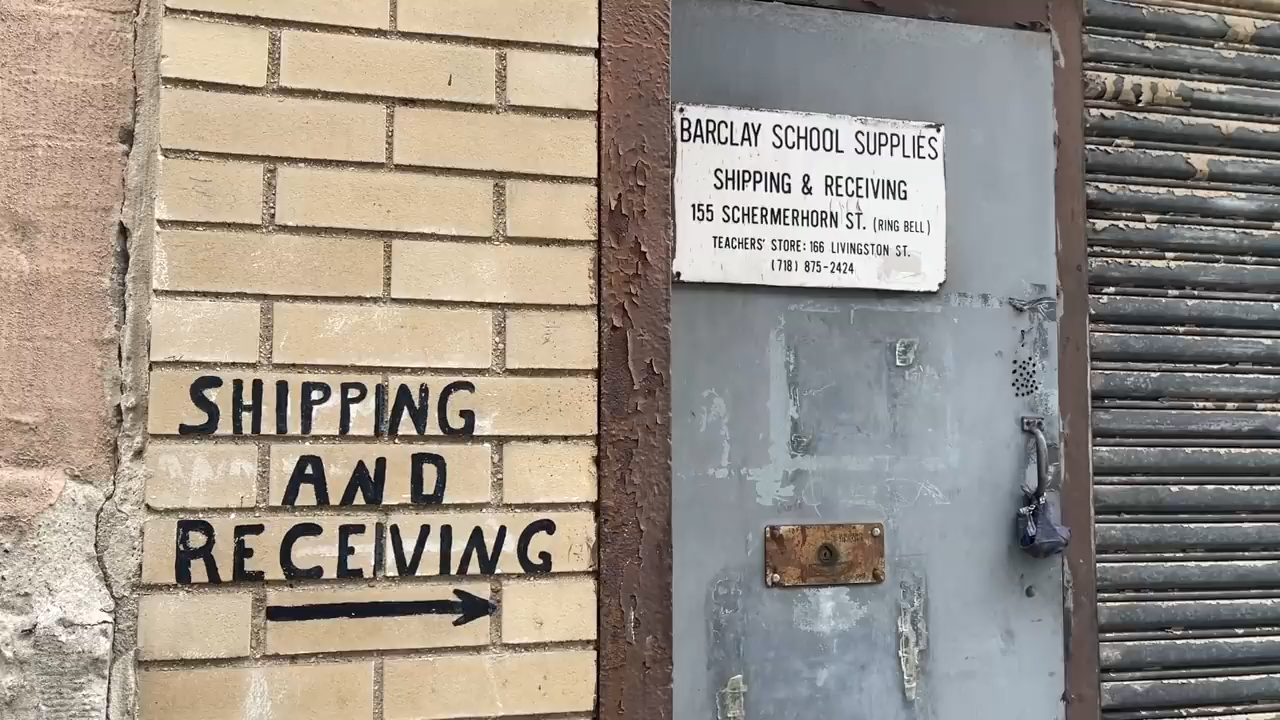 SHIPPING
AND
RECEIVING
BARCLAY SCHOOL SUPPLIES
SHIPPING & RECEIVING
155 SCHERMERHORN ST. (RING BELL)
TEACHERS' STORE: 166 LIVINGSTON ST.
(718) 875-2424